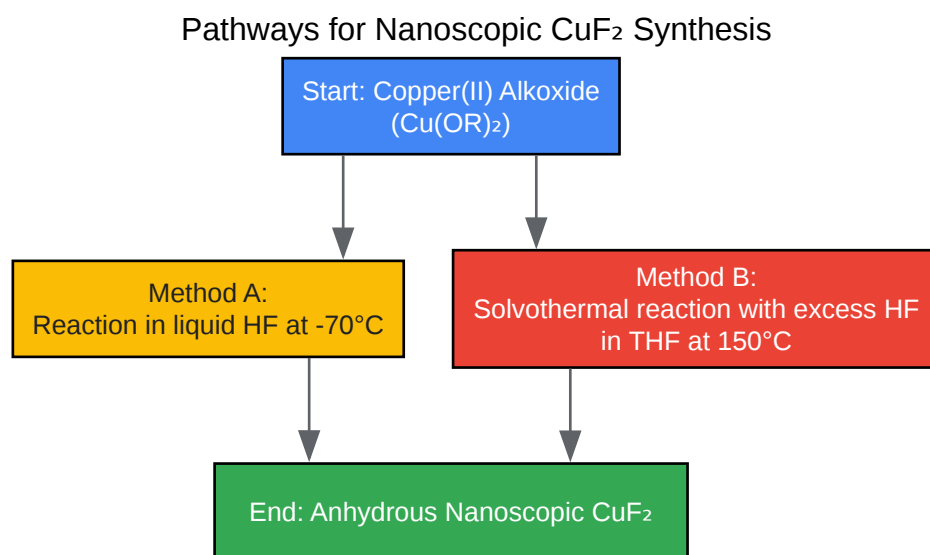 Pathways for Nanoscopic CuF₂ Synthesis
Start: Copper(II) Alkoxide
(Cu(OR)₂)
Method A:
Reaction in liquid HF at -70°C
Method B:
Solvothermal reaction with excess HF
in THF at 150°C
End: Anhydrous Nanoscopic CuF₂